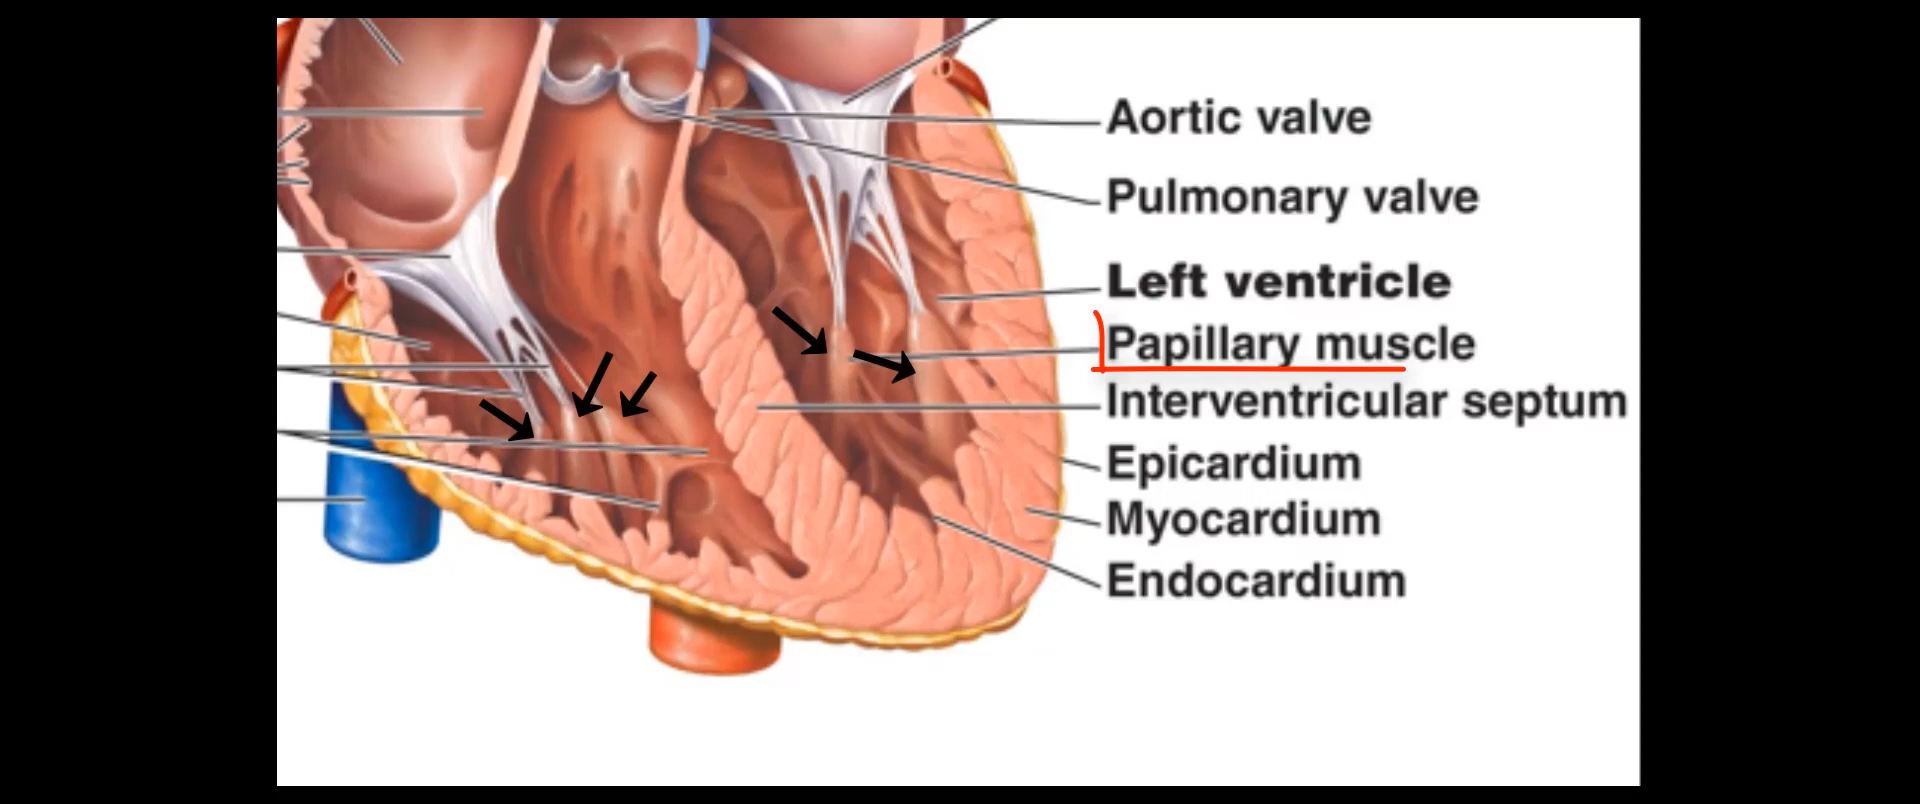 Aortic valve
Pulmonary valve
Left ventricle
Papillary muscle
Interventricular septum
Epicardium
Myocardium
Endocardium